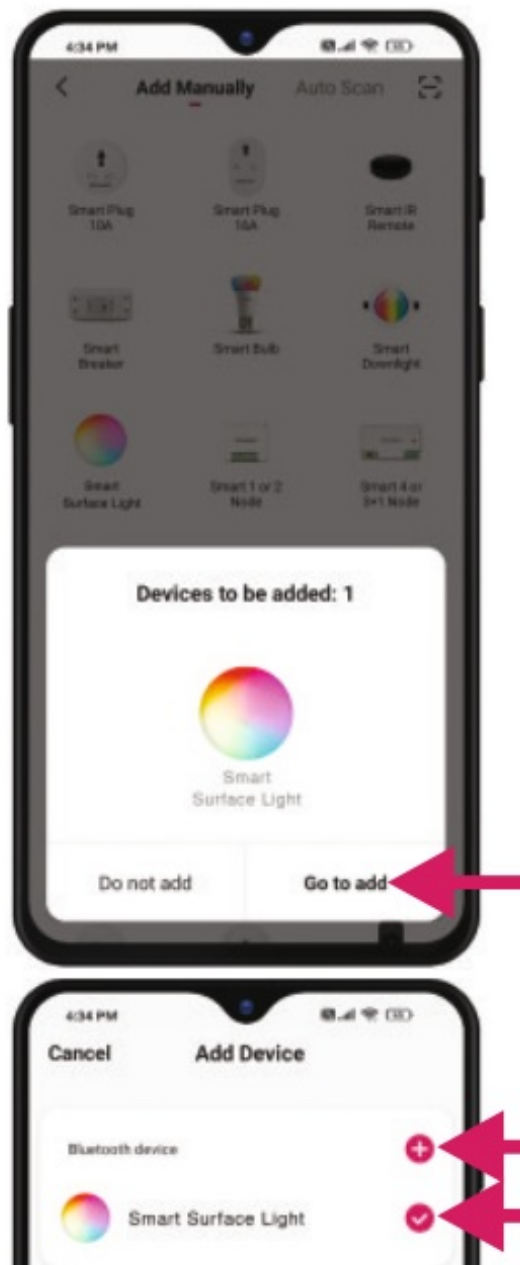 4:34 PM
Add Manually Auto Scan
Smart Plug Smart Plug Smart IR
10A 16A Remote
Smart Smart Bulb Smart
Breaker Downlight
Smart Smart 1 or 2 Smart 4 or
Surface Light Node 3+1 Node
Devices to be added: 1
Smart
Surface Light
Do not add Go to add
4:34 PM
Cancel Add Device
Bluetooth device
Smart Surface Light